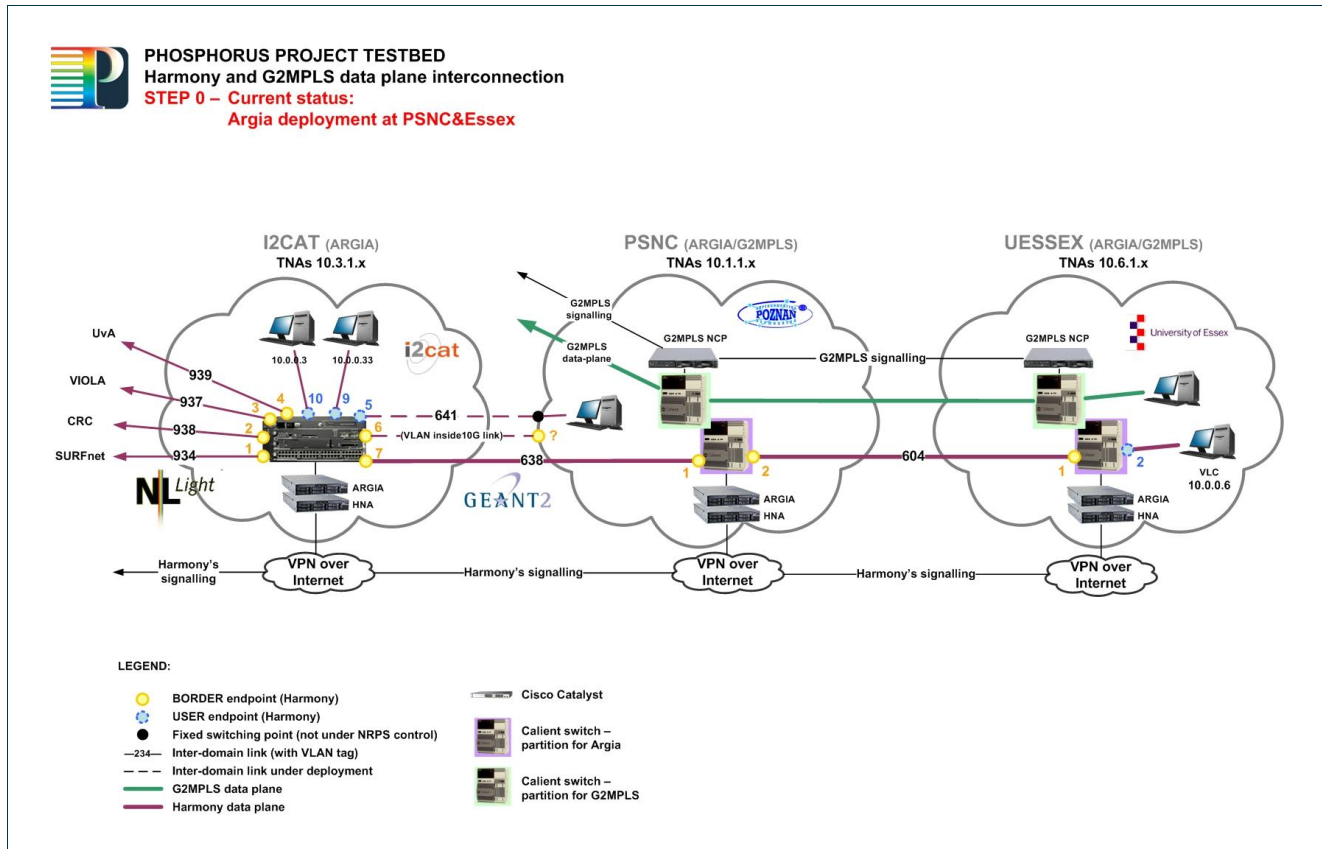 PHOSPHORUS PROJECT TESTBED
Harmony and G2MPLS data plane interconnection
STEP 0 – Current status:
Argia deployment at PSNC&Essex
I2CAT (ARGIA)
TNAs 10.3.1.x
PSNC (ARGIA/G2MPLS)
TNAs 10.1.1.x
UESSEX (ARGIA/G2MPLS)
TNAs 10.6.1.x
UvA
VIOLA
CRC
SURFnet
939
937
938
934
10.0.0.3
10.0.0.33
i2cat
4
3
2
1
10
9
5
6
7
641
(VLAN inside10G link)
?
638
NLLight
GEANT2
ARGIA
HNA
G2MPLS
signalling
G2MPLS
data-plane
G2MPLS NCP
POZNAŃ
G2MPLS signalling
1
2
604
ARGIA
HNA
G2MPLS NCP
University of Essex
1
2
VLC
10.0.0.6
ARGIA
HNA
Harmony's
signalling
VPN over
Internet
Harmony's signalling
VPN over
Internet
Harmony's signalling
VPN over
Internet
LEGEND:
BORDER endpoint (Harmony)
USER endpoint (Harmony)
Fixed switching point (not under NRPS control)
—234— Inter-domain link (with VLAN tag)
Inter-domain link under deployment
G2MPLS data plane
Harmony data plane
Cisco Catalyst
Calient switch –
partition for Argia
Calient switch –
partition for G2MPLS